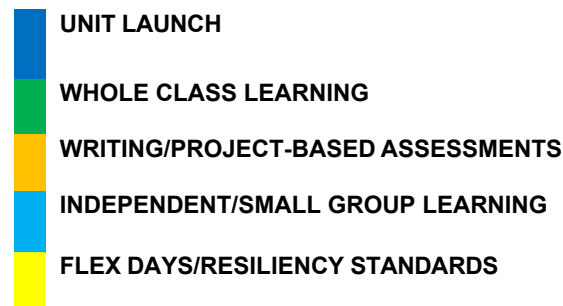 UNIT LAUNCH
WHOLE CLASS LEARNING
WRITING/PROJECT-BASED ASSESSMENTS
INDEPENDENT/SMALL GROUP LEARNING
FLEX DAYS/RESILIENCY STANDARDS